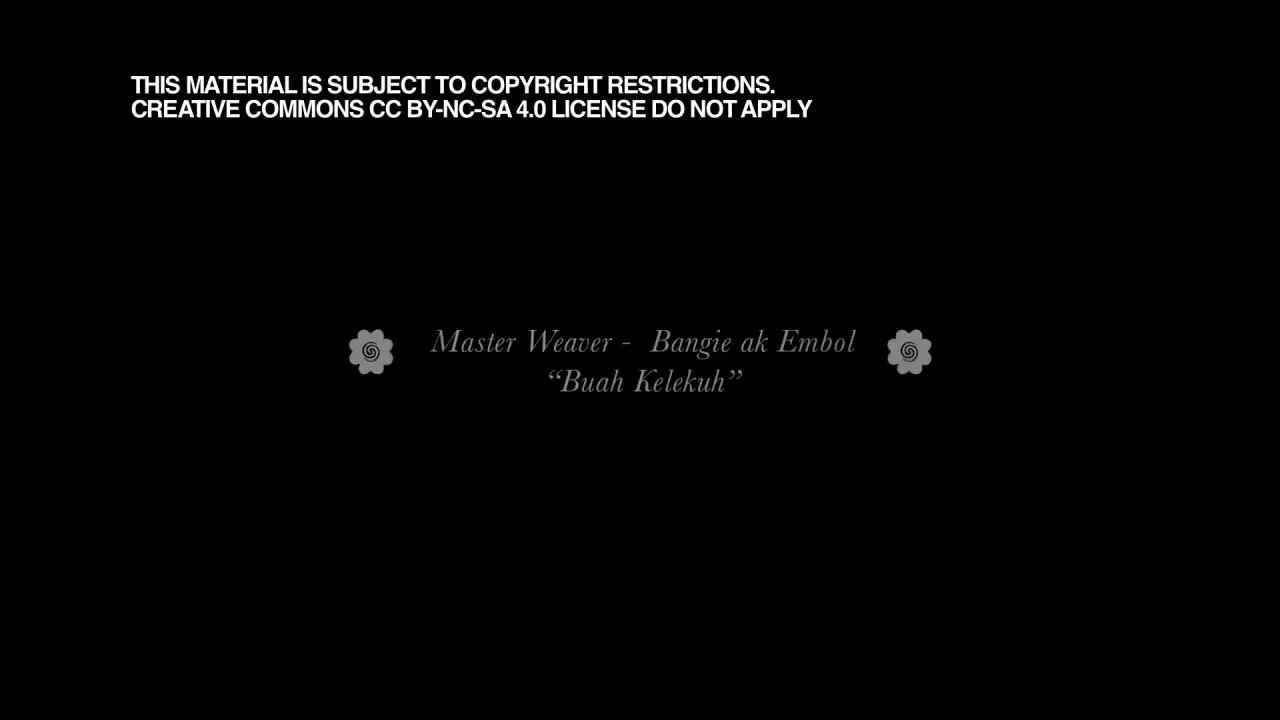 THIS MATERIAL IS SUBJECT TO COPYRIGHT RESTRICTIONS.
CREATIVE COMMONS CC BY-NC-SA 4.0 LICENSE DO NOT APPLY
Master Weaver - Bangie ak Embol
“Buah Kelekuh”